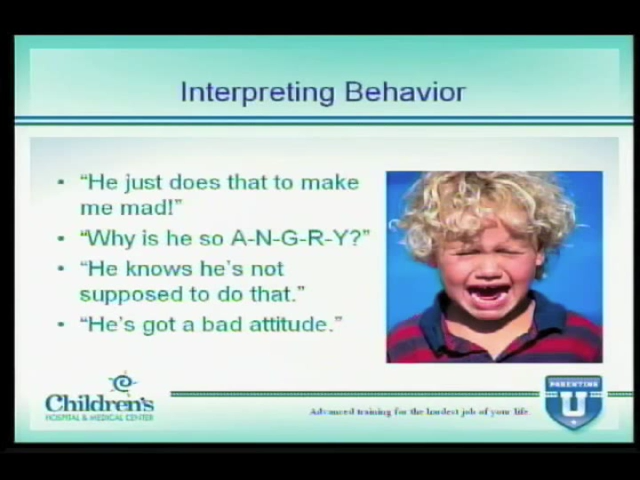 Interpreting Behavior
• “He just does that to make
me mad!”
• “Why is he so A-N-G-R-Y?”
• “He knows he's not
supposed to do that.”
• “He's got a bad attitude.”
Children's
HOSPITAL & MEDICAL CENTER
Advanced training for the hardest job of your life.
PARENTING
U